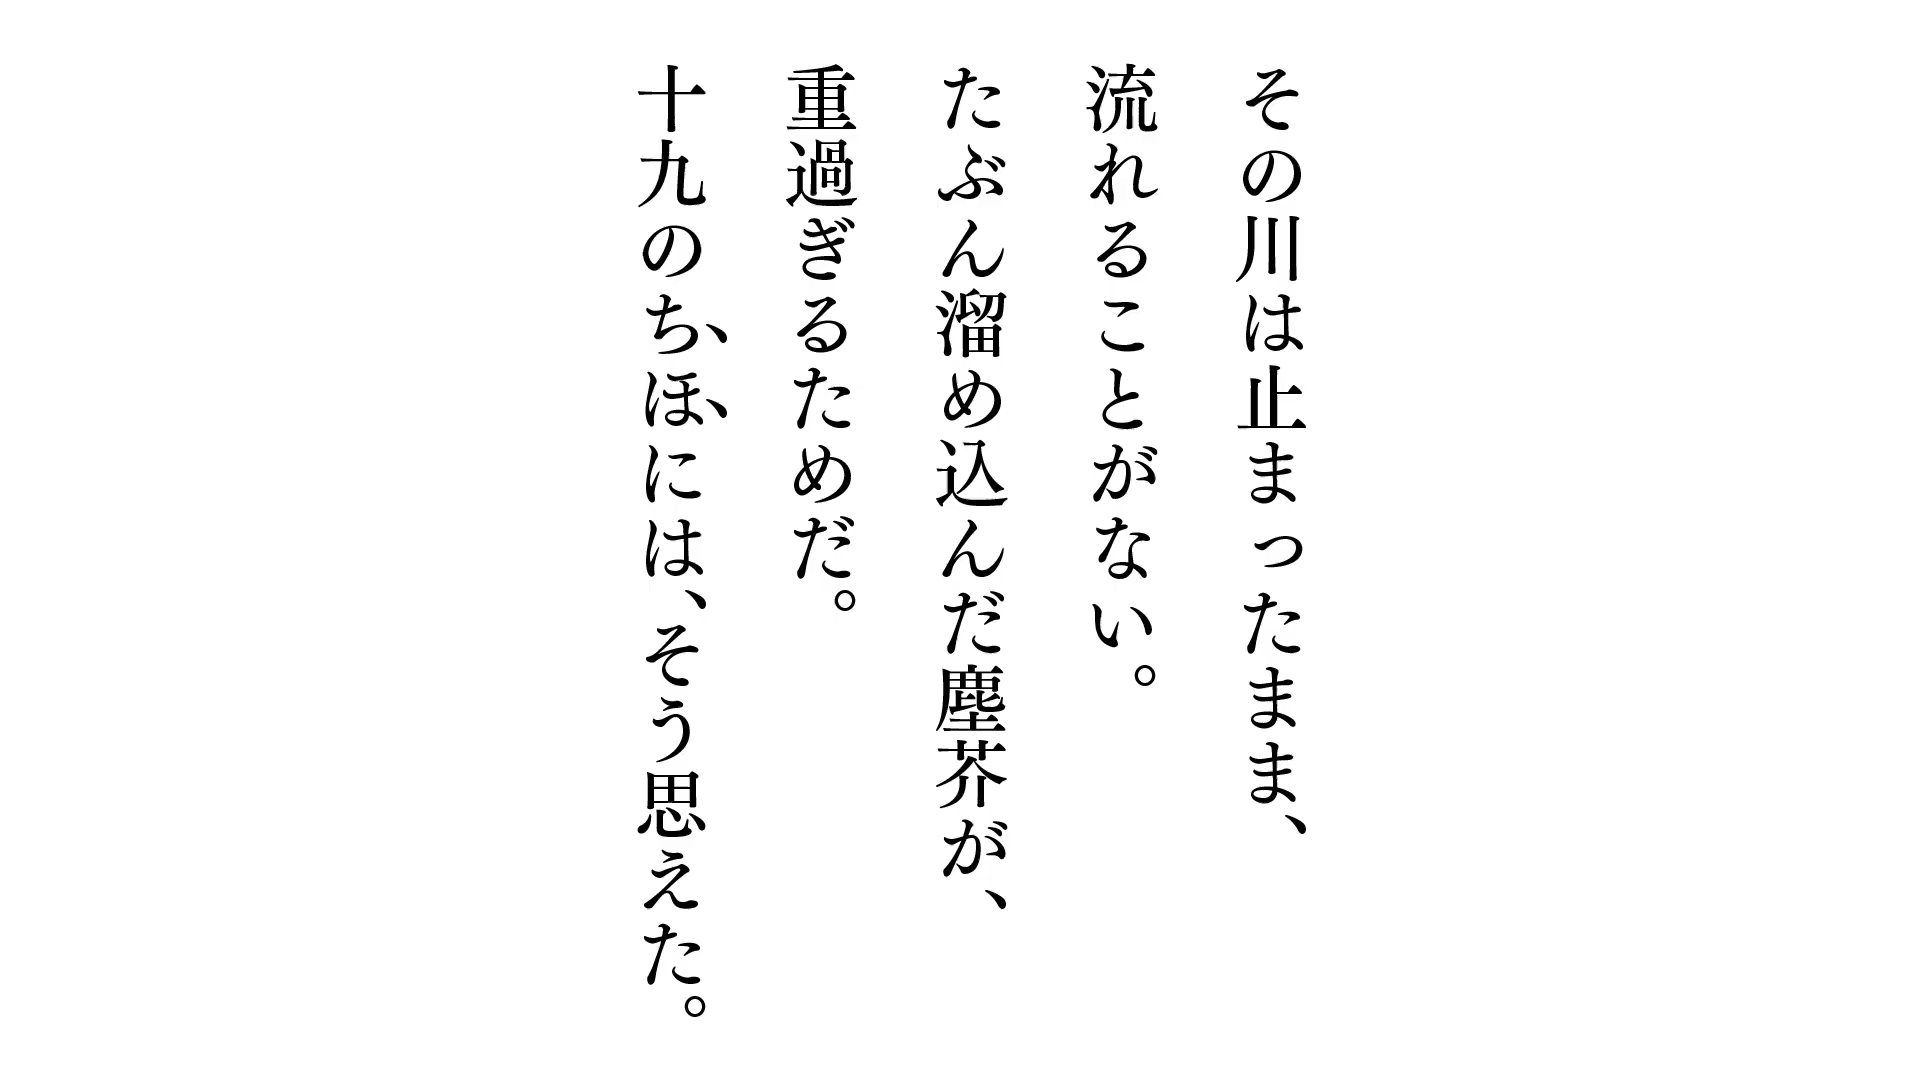 その川は止まったまま、
流れることがない。
たぶん溜め込んだ塵芥が、
重過ぎるためだ。
十九のちほには、そう思えた。